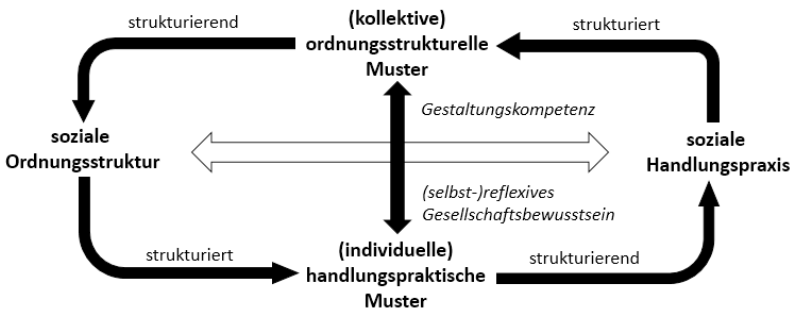 strukturierend
(kollektive)
ordnungsstrukturelle
Muster
strukturiert
Gestaltungskompetenz
soziale
Ordnungsstruktur
soziale
Handlungspraxis
(selbst-)reflexives
Gesellschaftsbewusstsein
strukturiert
(individuelle)
handlungspraktische
Muster
strukturierend